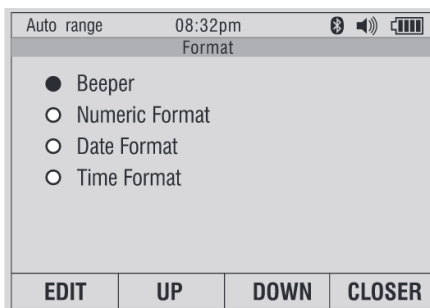 Auto range 08:32pm
Format
Beeper
Numeric Format
Date Format
Time Format
EDIT UP DOWN CLOSER